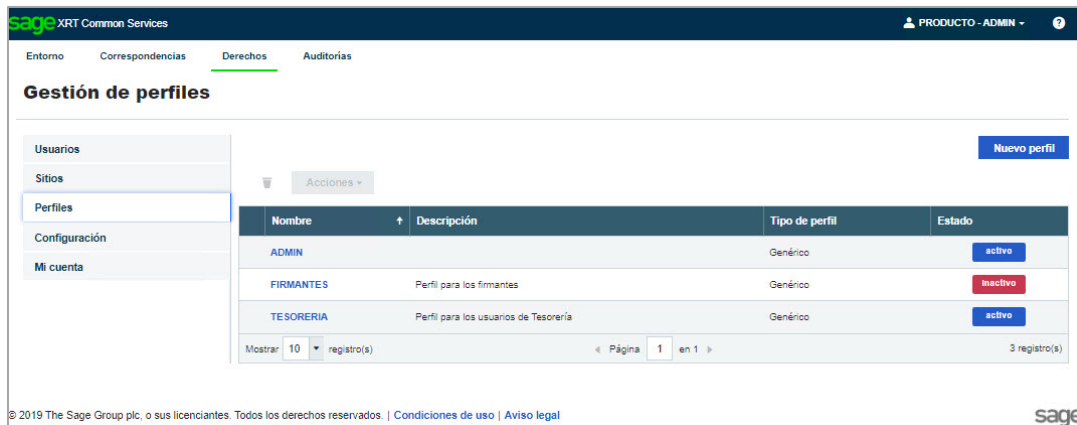 sage XRT Common Services PRODUCTO - ADMIN ?
Entorno Correspondencias Derechos Auditorías
Gestión de perfiles
Usuarios
Sitios
Perfiles
Configuración
Mi cuenta
Nuevo perfil
Acciones
Nombre Descripción Tipo de perfil Estado
ADMIN Genérico activo
FIRMANTES Perfil para los firmantes Genérico inactivo
TESORERIA Perfil para los usuarios de Tesorería Genérico activo
Mostrar 10 registro(s) Página 1 en 1 3 registro(s)
© 2019 The Sage Group plc, o sus licenciantes. Todos los derechos reservados. | Condiciones de uso | Aviso legal
sage